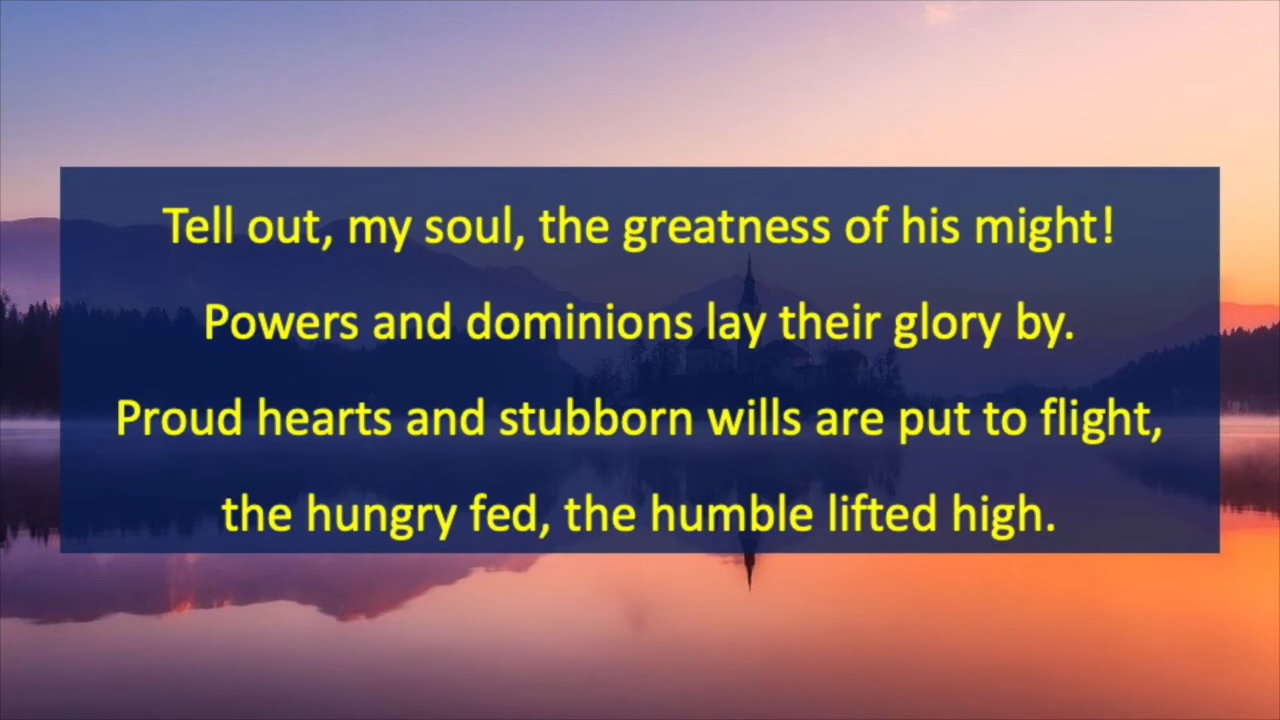 Tell out, my soul, the greatness of his might!
Powers and dominions lay their glory by.
Proud hearts and stubborn wills are put to flight,
the hungry fed, the humble lifted high.